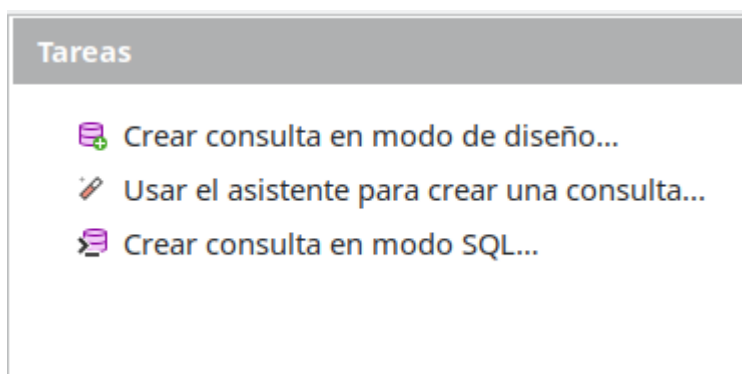 Tareas
Crear consulta en modo de diseño...
Usar el asistente para crear una consulta...
Crear consulta en modo SQL...